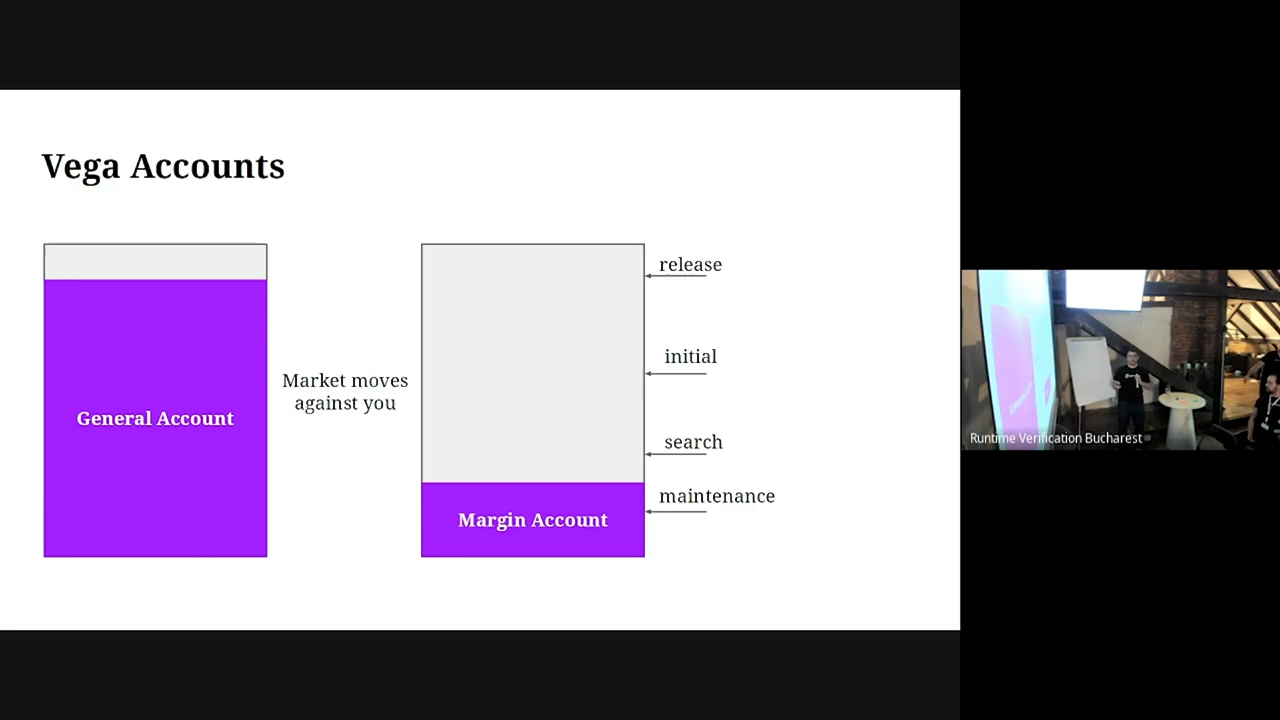 Vega Accounts
General Account
Market moves
against you
release
initial
search
maintenance
Margin Account
Runtime Verification Bucharest